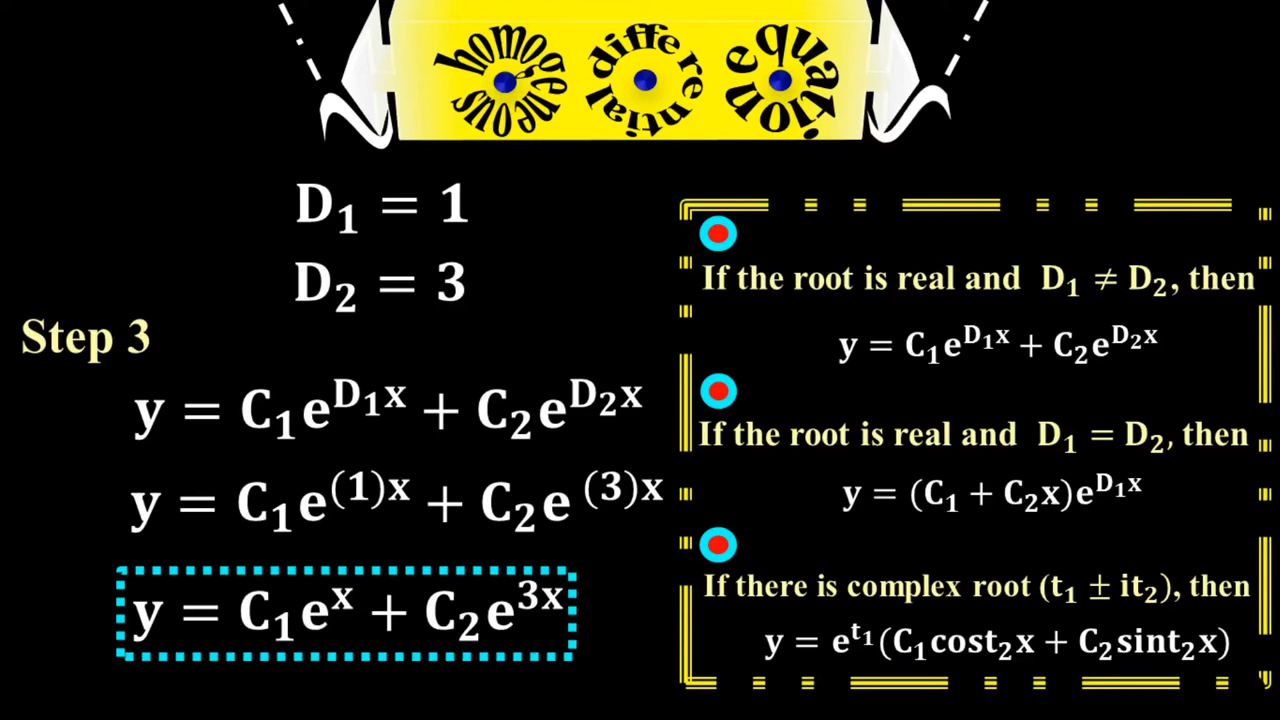 homogeneous differential equation
D₁ = 1
D₂ = 3
Step 3
y = C₁e^{D₁x} + C₂e^{D₂x}
y = C₁e^{(1)x} + C₂e^{(3)x}
y = C₁e^{x} + C₂e^{3x}
If the root is real and D₁ ≠ D₂, then
y = C₁e^{D₁x} + C₂e^{D₂x}
If the root is real and D₁ = D₂, then
y = (C₁ + C₂x)e^{D₁x}
If there is complex root (t₁ ± it₂), then
y = e^{t₁}(C₁cost₂x + C₂sint₂x)